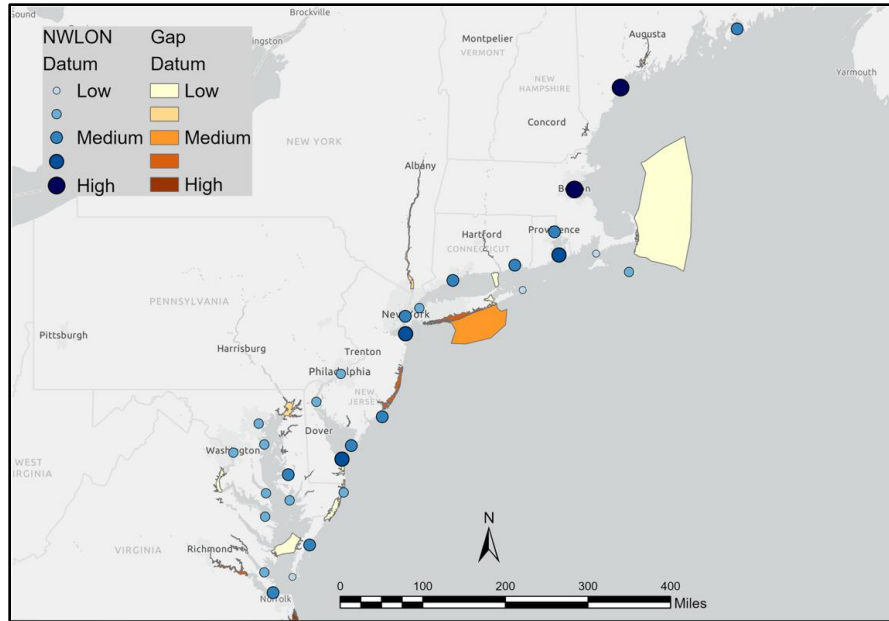 Sound
Brockville
Kingston
Montpelier
VERMONT
Augusta
Yarmouth
NWLON Gap
Datum Datum
Low Low
Medium Medium
High High
NEW
HAMPSHIRE
Concord
NEW YORK
Albany
Boston
Hartford
Providence
CONNECTICUT
PENNSYLVANIA
New York
Pittsburgh
Harrisburg
Trenton
Philadelphia
NEW
JERSEY
Dover
Washington
WEST
VIRGINIA
VIRGINIA
Richmond
Norfolk
N
0 100 200 300 400
Miles